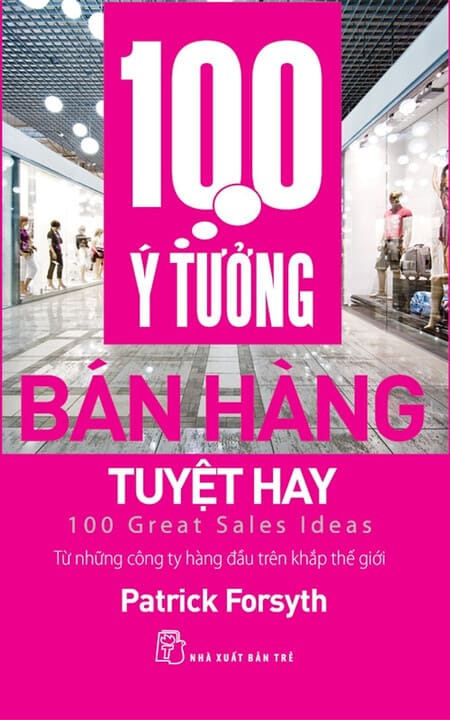 100
Ý TƯỞNG
BÁN HÀNG
TUYỆT HAY
100 Great Sales Ideas
Từ những công ty hàng đầu trên khắp thế giới
Patrick Forsyth
NHÀ XUẤT BẢN TRẺ